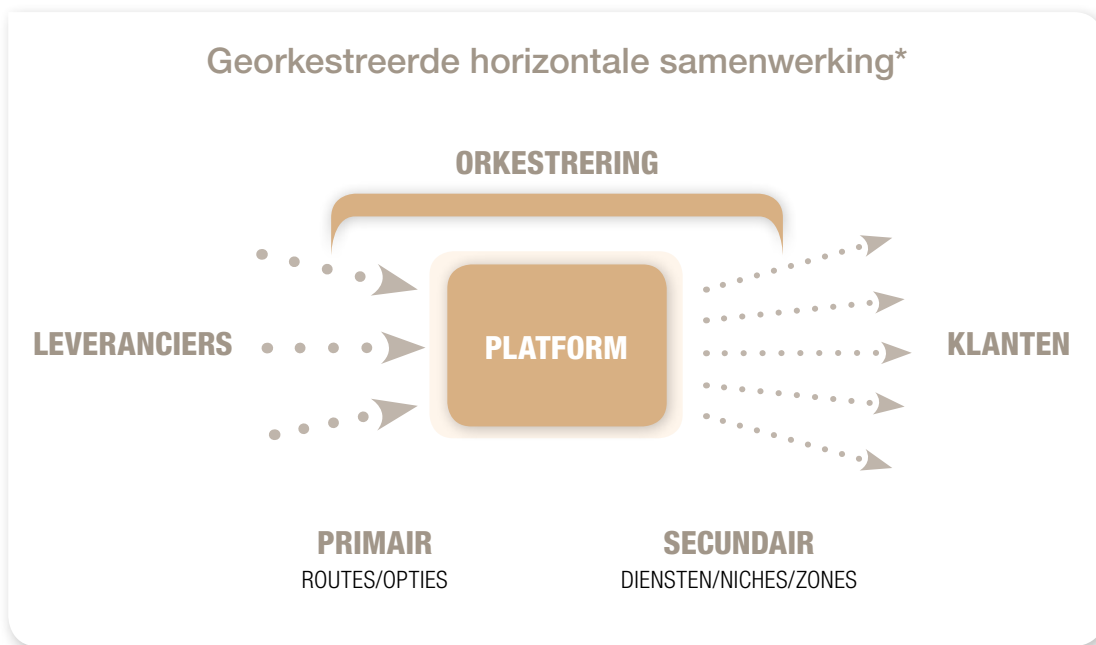 Georkestreerde horizontale samenwerking*
ORKESTRERING
LEVERANCIERS
PLATFORM
KLANTEN
PRIMAIR
ROUTES/OPTIES
SECUNDAIR
DIENSTEN/NICHES/ZONES